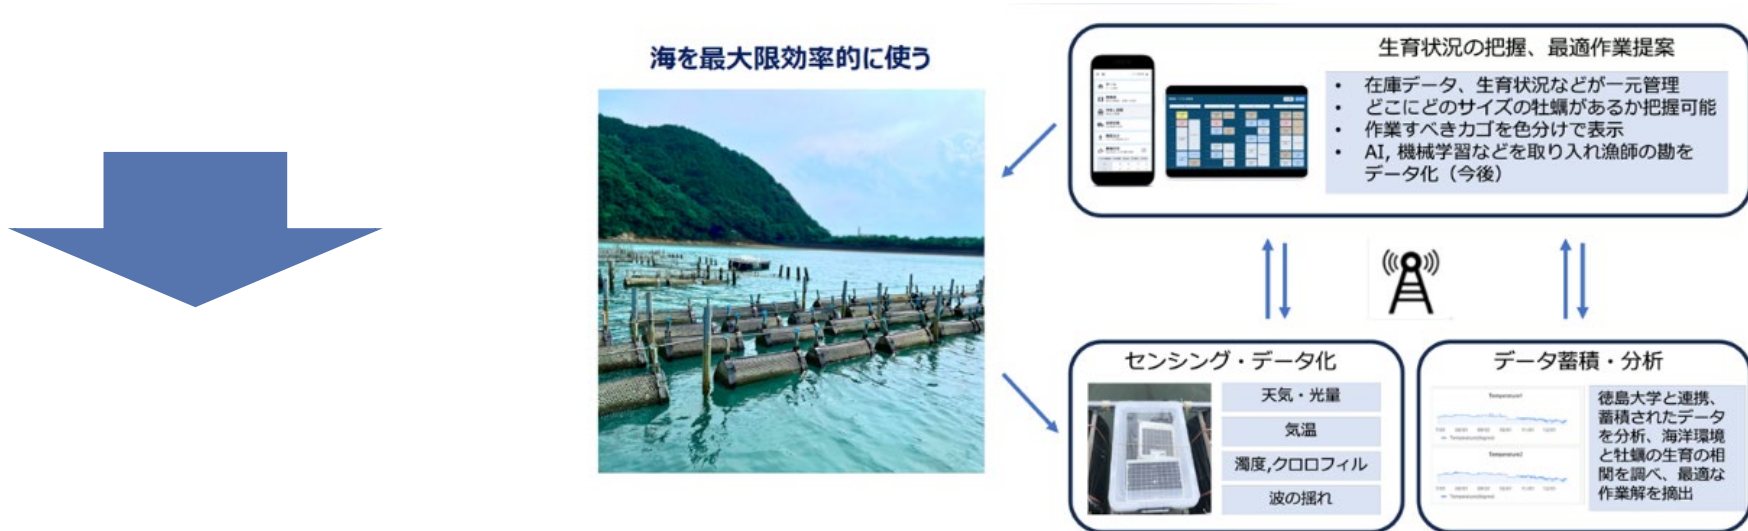 海を最大限効率的に使う
生育状況の把握、最適作業提案
• 在庫データ、生育状況などが一元管理
• どこにどのサイズの牡蠣があるか把握可能
• 作業すべきカゴを色分けで表示
• AI, 機械学習などを取り入れ漁師の勘を
データ化（今後）
センシング・データ化
天気・光量
気温
濁度,クロロフィル
波の揺れ
データ蓄積・分析
Temperature1
Temperature2
徳島大学と連携、
蓄積されたデータ
を分析、海洋環境
と牡蠣の生育の相
関を調べ、最適な
作業解を摘出